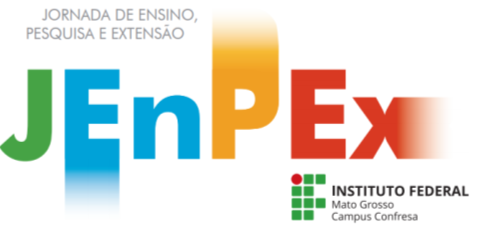 JORNADA DE ENSINO,
PESQUISA E EXTENSÃO
JEnPEx
INSTITUTO FEDERAL
Mato Grosso
Campus Confresa